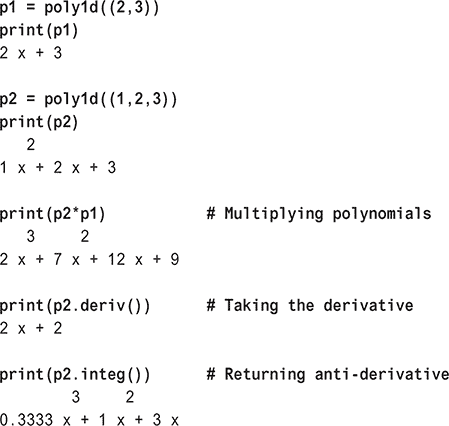 p1 = poly1d((2,3))
print(p1)
2 x + 3
p2 = poly1d((1,2,3))
print(p2)
   2
1 x + 2 x + 3
print(p2*p1)          # Multiplying polynomials
   3      2
2 x + 7 x + 12 x + 9
print(p2.deriv())     # Taking the derivative
2 x + 2
print(p2.integ())     # Returning anti-derivative
        3      2
0.3333 x + 1 x + 3 x